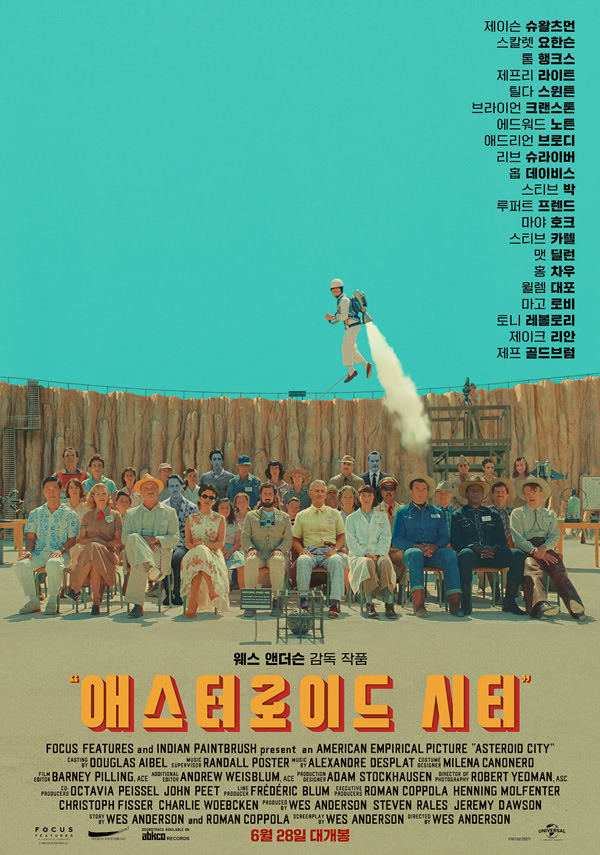 제이슨 슈왈츠먼
스칼렛 요한슨
톰 행크스
제프리 라이트
틸다 스윈튼
브라이언 크랜스톤
에드워드 노튼
애드리언 브로디
리브 슈라이버
홉 데이비스
스티브 박
루퍼트 프렌드
마야 호크
스티브 카렐
맷 딜런
홍 차우
윌렘 대포
마고 로비
토니 레볼로리
제이크 리안
제프 골드브럼
웨스 앤더슨 감독 작품
“애스터로이드 시티”
FOCUS FEATURES and INDIAN PAINTBRUSH present an AMERICAN EMPIRICAL PICTURE "ASTEROID CITY"
CASTING BY DOUGLAS AIBEL MUSIC SUPERVISOR RANDALL POSTER MUSIC BY ALEXANDRE DESPLAT COSTUME DESIGNER MILENA CANONERO
FILM EDITOR BARNEY PILLING, ACE ADDITIONAL EDITOR ANDREW WEISBLUM, ACE PRODUCTION DESIGNER ADAM STOCKHAUSEN DIRECTOR OF PHOTOGRAPHY ROBERT YEOMAN, ASC
CO-PRODUCERS OCTAVIA PEISSEL JOHN PEET LINE PRODUCER FRÉDÉRIC BLUM EXECUTIVE PRODUCERS ROMAN COPPOLA HENNING MOLFENTER
CHRISTOPH FISSER CHARLIE WOEBCKEN PRODUCED BY WES ANDERSON STEVEN RALES JEREMY DAWSON
STORY BY WES ANDERSON and ROMAN COPPOLA SCREENPLAY BY WES ANDERSON DIRECTED BY WES ANDERSON
FOCUS
FEATURES
SOUNDTRACK AVAILABLE ON
abkco RECORDS
6월 28일 대개봉
UNIVERSAL